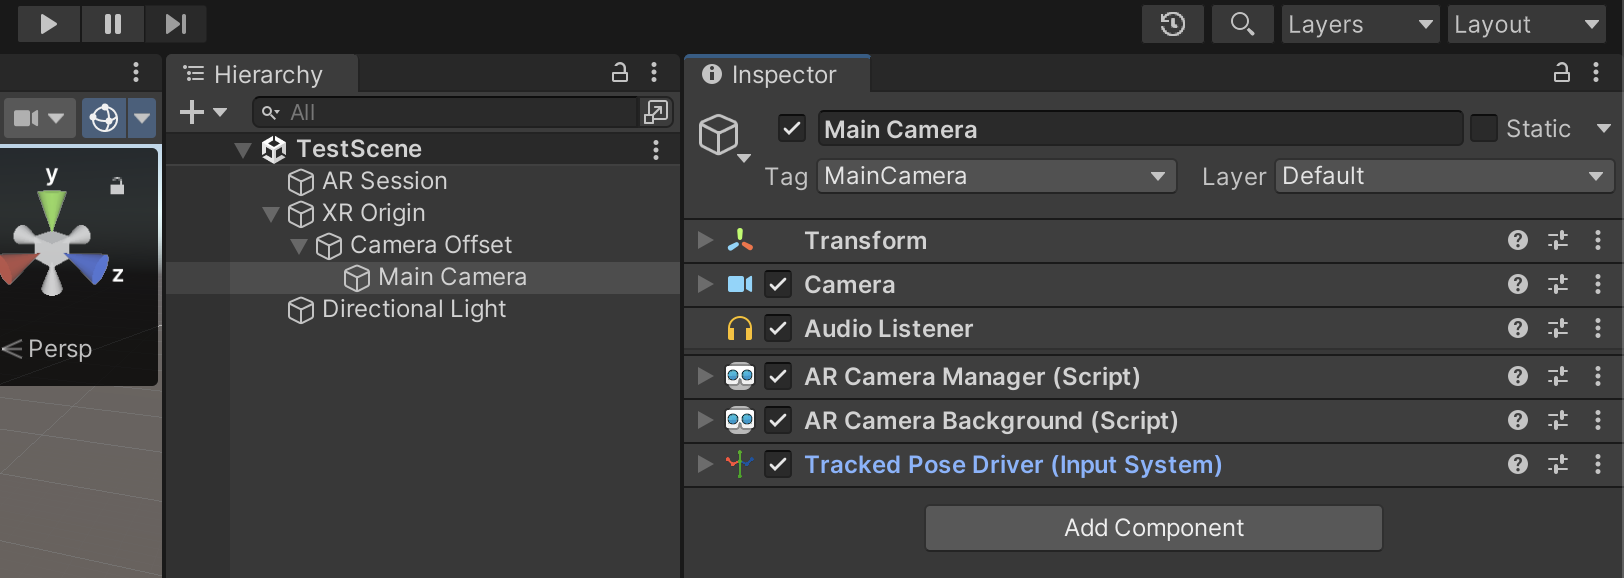 Layers
Layout
Hierarchy
All
TestScene
AR Session
XR Origin
Camera Offset
Main Camera
Directional Light
y
z
Persp
Inspector
Main Camera
Static
Tag MainCamera Layer Default
Transform
Camera
Audio Listener
AR Camera Manager (Script)
AR Camera Background (Script)
Tracked Pose Driver (Input System)
Add Component